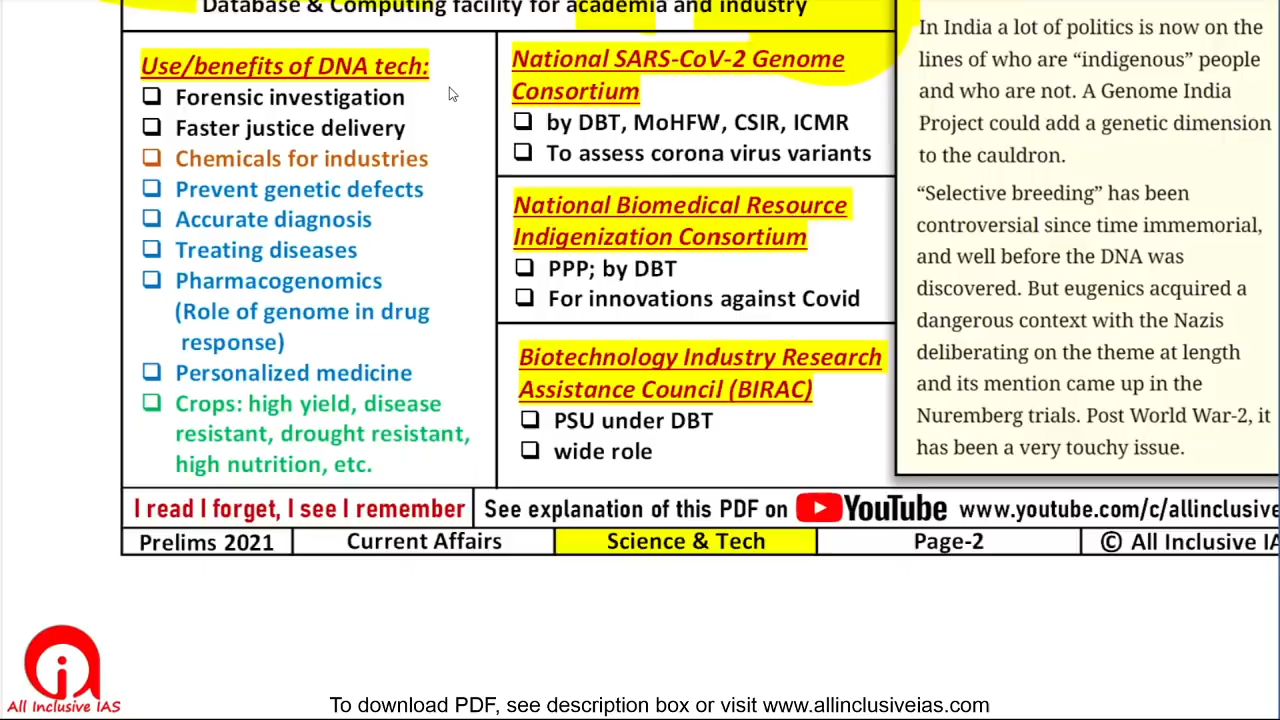 Database & Computing facility for academia and industry
Use/benefits of DNA tech:
❑ Forensic investigation
❑ Faster justice delivery
❑ Chemicals for industries
❑ Prevent genetic defects
❑ Accurate diagnosis
❑ Treating diseases
❑ Pharmacogenomics
(Role of genome in drug
response)
❑ Personalized medicine
❑ Crops: high yield, disease
resistant, drought resistant,
high nutrition, etc.
National SARS-CoV-2 Genome
Consortium
❑ by DBT, MoHFW, CSIR, ICMR
❑ To assess corona virus variants
National Biomedical Resource
Indigenization Consortium
❑ PPP; by DBT
❑ For innovations against Covid
Biotechnology Industry Research
Assistance Council (BIRAC)
❑ PSU under DBT
❑ wide role
In India a lot of politics is now on the
lines of who are “indigenous” people
and who are not. A Genome India
Project could add a genetic dimension
to the cauldron.
“Selective breeding” has been
controversial since time immemorial,
and well before the DNA was
discovered. But eugenics acquired a
dangerous context with the Nazis
deliberating on the theme at length
and its mention came up in the
Nuremberg trials. Post World War-2, it
has been a very touchy issue.
I read I forget, I see I remember
See explanation of this PDF on YouTube www.youtube.com/c/allinclusive
Prelims 2021 Current Affairs Science & Tech Page-2 © All Inclusive IA
All Inclusive IAS
To download PDF, see description box or visit www.allinclusiveias.com